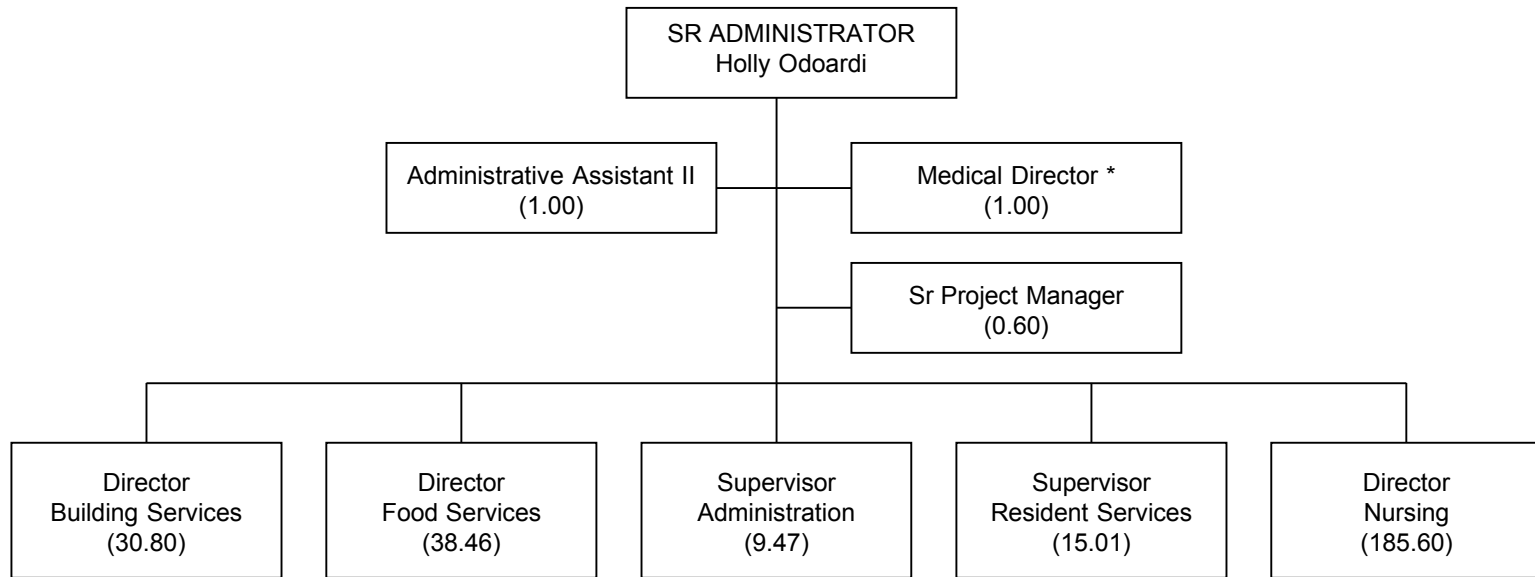 SR ADMINISTRATOR
Holly Odoardi
Administrative Assistant II
(1.00)
Medical Director *
(1.00)
Sr Project Manager
(0.60)
Director
Building Services
(30.80)
Director
Food Services
(38.46)
Supervisor
Administration
(9.47)
Supervisor
Resident Services
(15.01)
Director
Nursing
(185.60)